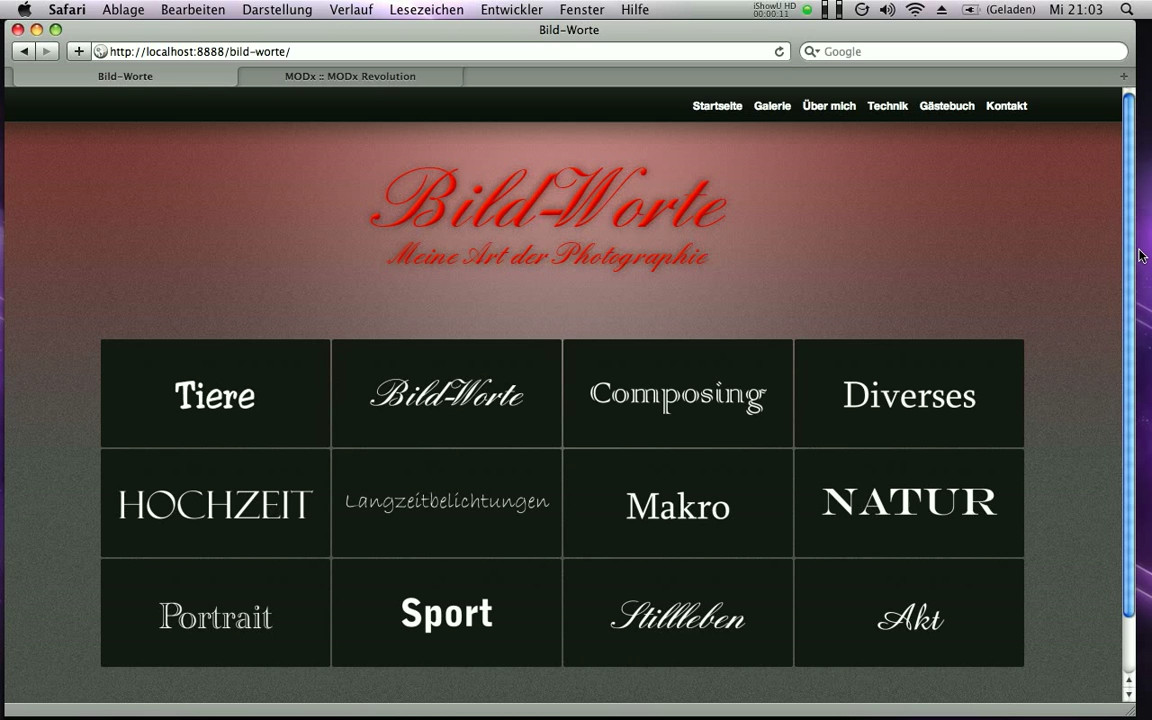 Safari Ablage Bearbeiten Darstellung Verlauf Lesezeichen Entwickler Fenster Hilfe iShowU HD 00:00:11 (Geladen) Mi 21:03
Bild-Worte
http://localhost:8888/bild-worte/ Google
Bild-Worte MODx :: MODx Revolution
Startseite Galerie Über mich Technik Gästebuch Kontakt
Bild-Worte
Meine Art der Photographie
Tiere Bild-Worte Composing Diverses
HOCHZEIT Langzeitbelichtungen Makro NATUR
Portrait Sport Stillleben Akt